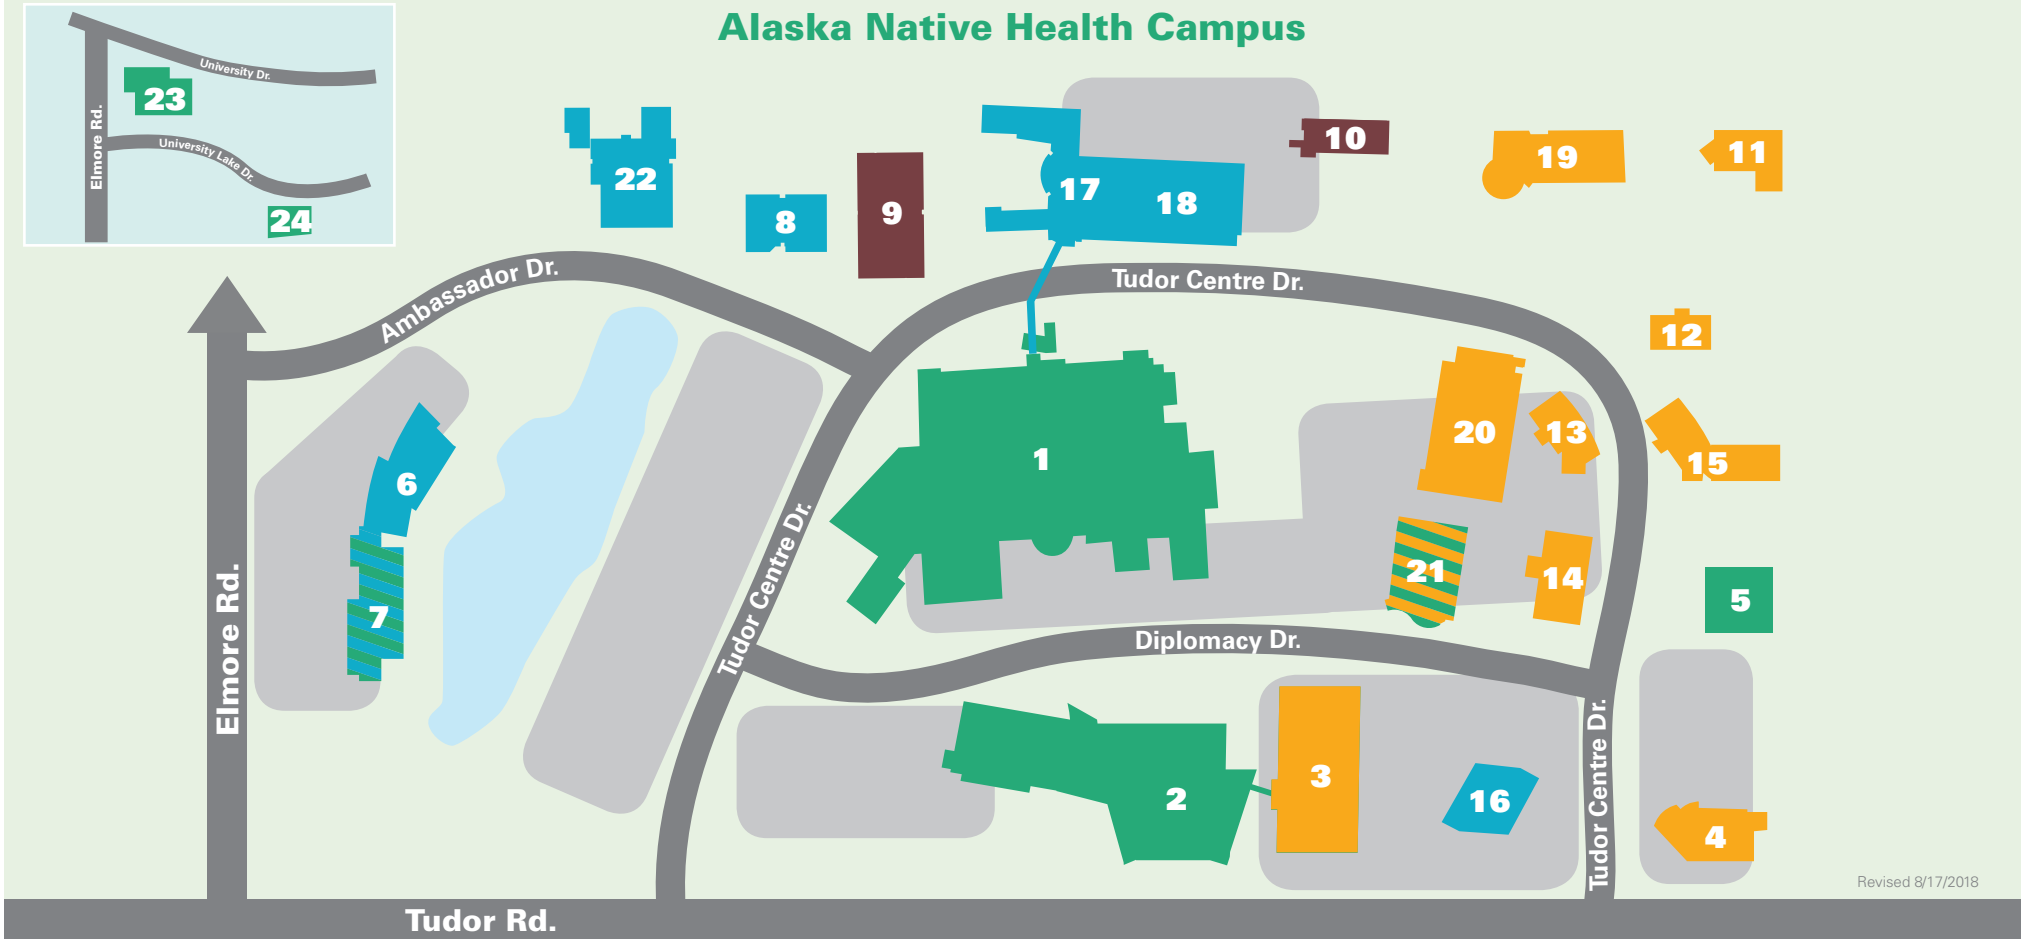 Alaska Native Health Campus
University Dr.
23
Elmore Rd.
University Lake Dr.
24
22
8
9
17
18
10
19
11
Ambassador Dr.
Tudor Centre Dr.
12
1
20
13
15
6
7
21
14
5
Elmore Rd.
Tudor Centre Dr.
Diplomacy Dr.
2
3
16
Tudor Centre Dr.
4
Revised 8/17/2018
Tudor Rd.